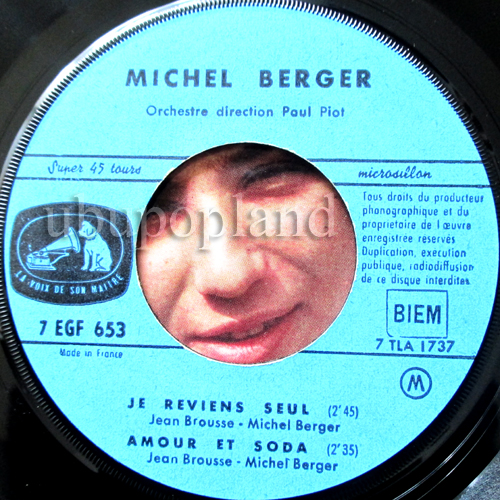 MICHEL BERGER
Orchestre direction Paul Piot
Super 45 tours
microsillon
Tous droits du producteur
phonographique et du
propriétaire de l œuvre
enregistrée réservés
Duplication, exécution
publique, radiodiffusion
de ce disque interdites
ubupopland
LA VOIX DE SON MAITRE
7 EGF 653
BIEM
7 TLA 1737
Made in France
M
JE REVIENS SEUL (2'45)
Jean Brousse - Michel Berger
AMOUR ET SODA (2'35)
Jean Brousse - Michel Berger